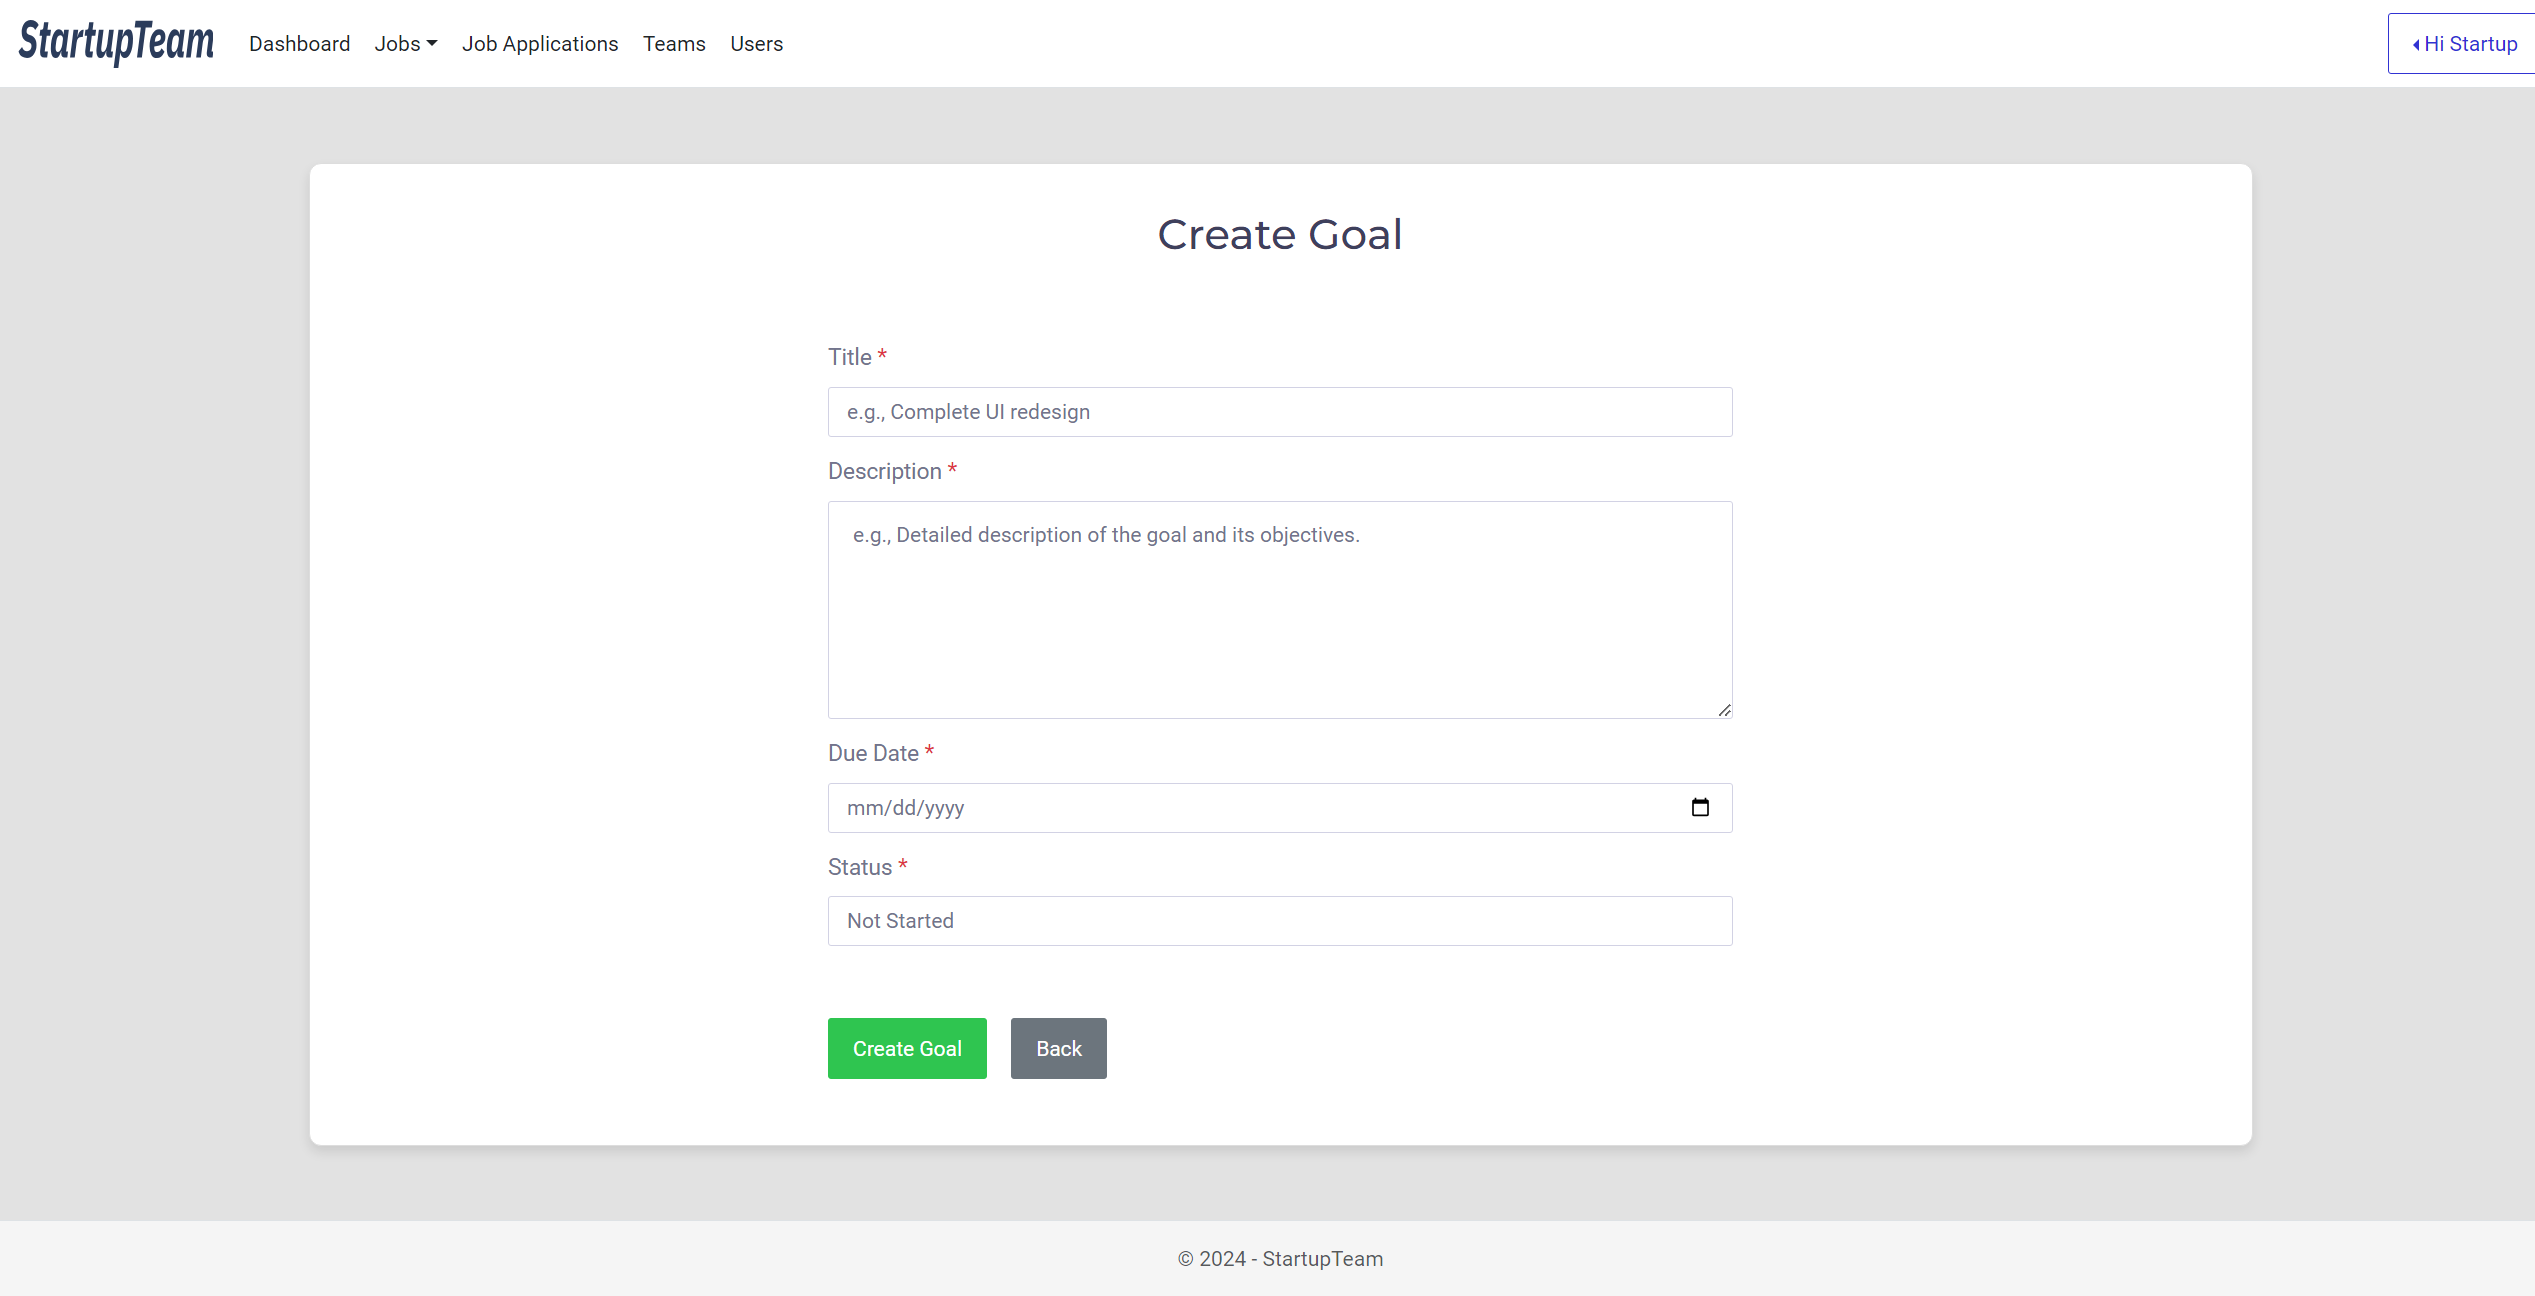 StartupTeam Dashboard Jobs Job Applications Teams Users Hi Startup
Create Goal
Title *
e.g., Complete UI redesign
Description *
e.g., Detailed description of the goal and its objectives.
Due Date *
mm/dd/yyyy
Status *
Not Started
Create Goal Back
© 2024 - StartupTeam